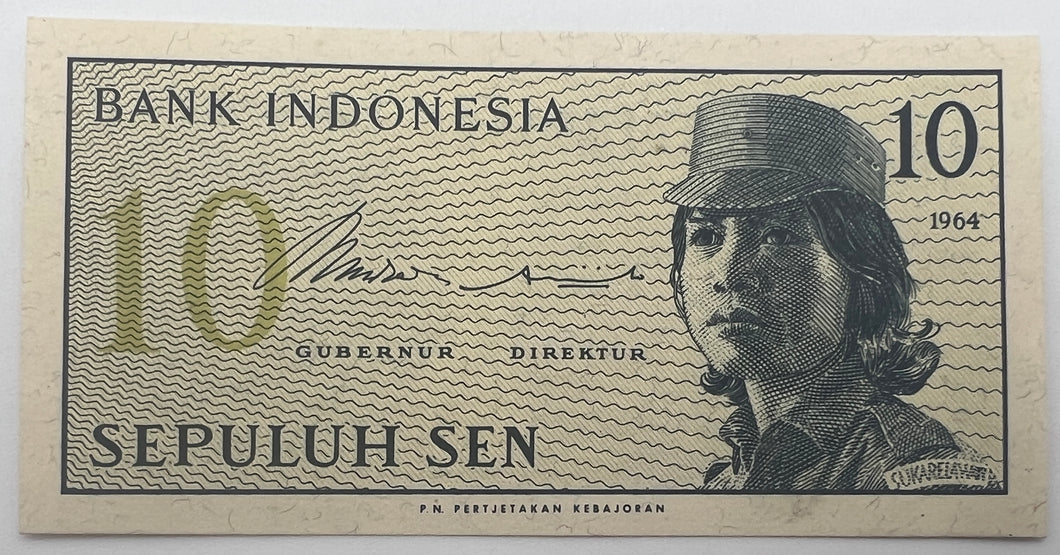 BANK INDONESIA
10
1964
10
GUBERNUR DIREKTUR
SEPULUH SEN
SUKARELAWATI
P.N. PERTJETAKAN KEBAJORAN